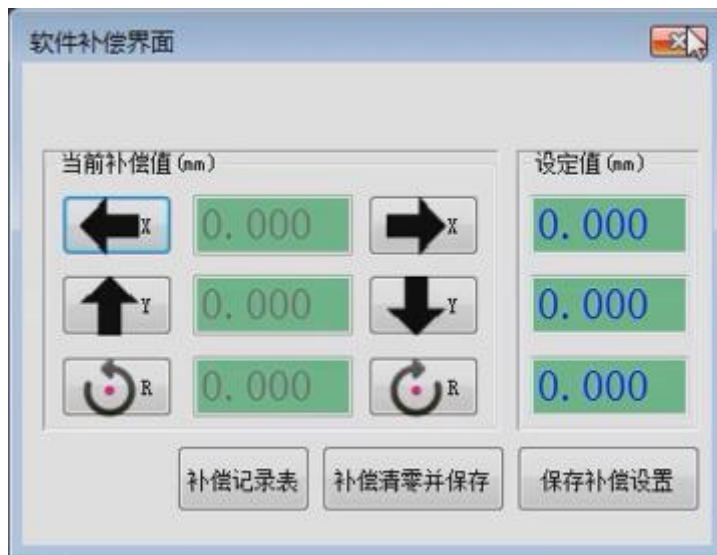 软件补偿界面
当前补偿值(mm) 设定值(mm)
X 0.000 X 0.000
Y 0.000 Y 0.000
R 0.000 R 0.000
补偿记录表 补偿清零并保存 保存补偿设置